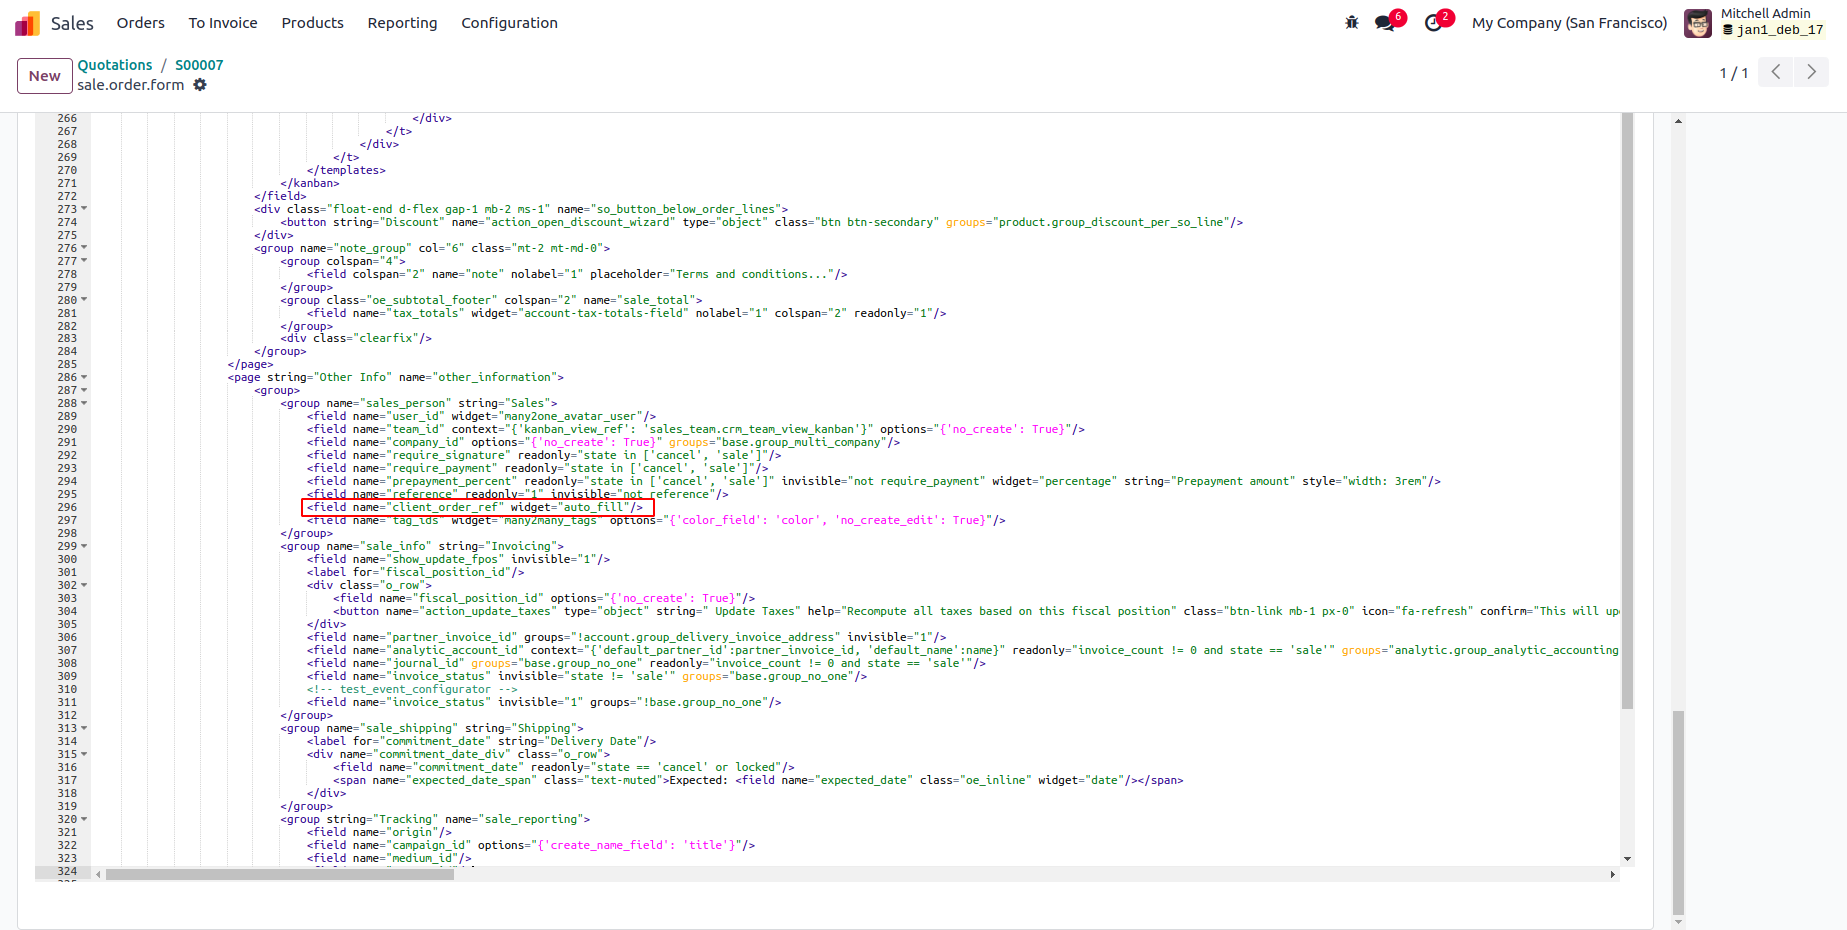 Sales Orders To Invoice Products Reporting Configuration 6 2 My Company (San Francisco) Mitchell Admin
jan1_deb_17
New Quotations / S00007
sale.order.form 1 / 1
266 </div>
267 </t>
268 </div>
269 </t>
270 </templates>
271 </kanban>
272 </field>
273 <div class="float-end d-flex gap-1 mb-2 ms-1" name="so_button_below_order_lines">
274 <button string="Discount" name="action_open_discount_wizard" type="object" class="btn btn-secondary" groups="product.group_discount_per_so_line"/>
275 </div>
276 <group name="note_group" col="6" class="mt-2 mt-md-0">
277 <group colspan="4">
278 <field colspan="2" name="note" nolabel="1" placeholder="Terms and conditions..."/>
279 </group>
280 <group class="oe_subtotal_footer" colspan="2" name="sale_total">
281 <field name="tax_totals" widget="account-tax-totals-field" nolabel="1" colspan="2" readonly="1"/>
282 </group>
283 <div class="clearfix"/>
284 </group>
285 </page>
286 <page string="Other Info" name="other_information">
287 <group>
288 <group name="sales_person" string="Sales">
289 <field name="user_id" widget="many2one_avatar_user"/>
290 <field name="team_id" context="{'kanban_view_ref': 'sales_team.crm_team_view_kanban'}" options="{'no_create': True}"/>
291 <field name="company_id" options="{'no_create': True}" groups="base.group_multi_company"/>
292 <field name="require_signature" readonly="state in ['cancel', 'sale']"/>
293 <field name="require_payment" readonly="state in ['cancel', 'sale']"/>
294 <field name="prepayment_percent" readonly="state in ['cancel', 'sale']" invisible="not require_payment" widget="percentage" string="Prepayment amount" style="width: 3rem"/>
295 <field name="reference" readonly="1" invisible="not reference"/>
296 <field name="client_order_ref" widget="auto_fill"/>
297 <field name="tag_ids" widget="many2many_tags" options="{'color_field': 'color', 'no_create_edit': True}"/>
298 </group>
299 <group name="sale_info" string="Invoicing">
300 <field name="show_update_fpos" invisible="1"/>
301 <label for="fiscal_position_id"/>
302 <div class="o_row">
303 <field name="fiscal_position_id" options="{'no_create': True}"/>
304 <button name="action_update_taxes" type="object" string=" Update Taxes" help="Recompute all taxes based on this fiscal position" class="btn-link mb-1 px-0" icon="fa-refresh" confirm="This will up
305 </div>
306 <field name="partner_invoice_id" groups="!account.group_delivery_invoice_address" invisible="1"/>
307 <field name="analytic_account_id" context="{'default_partner_id':partner_invoice_id, 'default_name':name}" readonly="invoice_count != 0 and state == 'sale'" groups="analytic.group_analytic_accounting
308 <field name="journal_id" groups="base.group_no_one" readonly="invoice_count != 0 and state == 'sale'"/>
309 <field name="invoice_status" invisible="state != 'sale'" groups="base.group_no_one"/>
310 <!-- test_event_configurator -->
311 <field name="invoice_status" invisible="1" groups="!base.group_no_one"/>
312 </group>
313 <group name="sale_shipping" string="Shipping">
314 <label for="commitment_date" string="Delivery Date"/>
315 <div name="commitment_date_div" class="o_row">
316 <field name="commitment_date" readonly="state == 'cancel' or locked"/>
317 <span name="expected_date_span" class="text-muted">Expected: <field name="expected_date" class="oe_inline" widget="date"/></span>
318 </div>
319 </group>
320 <group string="Tracking" name="sale_reporting">
321 <field name="origin"/>
322 <field name="campaign_id" options="{'create_name_field': 'title'}"/>
323 <field name="medium_id"/>
324